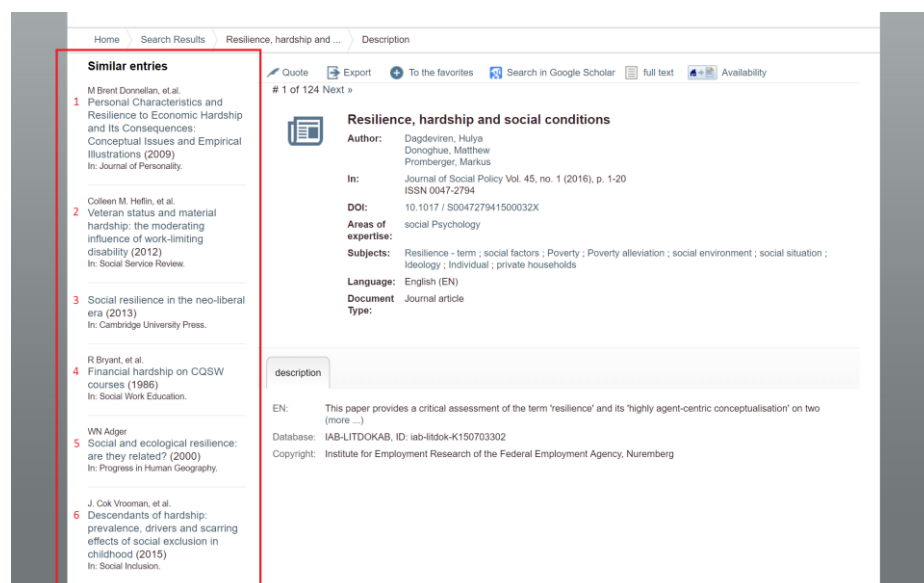 Home Search Results Resilience, hardship and ... Description
Similar entries
M Brent Donnellan, et.al.
1 Personal Characteristics and
Resilience to Economic Hardship
and Its Consequences:
Conceptual Issues and Empirical
Illustrations (2009)
In: Journal of Personality.
Colleen M. Heflin, et al.
2 Veteran status and material
hardship: the moderating
influence of work-limiting
disability (2012)
In: Social Service Review.
3 Social resilience in the neo-liberal
era (2013)
In: Cambridge University Press.
R Bryant, et al.
4 Financial hardship on CQSW
courses (1986)
In: Social Work Education.
WN Adger
5 Social and ecological resilience:
are they related? (2000)
In: Progress in Human Geography.
J. Cok Vrooman, et al.
6 Descendants of hardship:
prevalence, drivers and scarring
effects of social exclusion in
childhood (2015)
In: Social Inclusion.
Quote Export To the favorites Search in Google Scholar full text Availability
# 1 of 124 Next »
Resilience, hardship and social conditions
Author: Dagdeviren, Hulya
Donoghue, Matthew
Promberger, Markus
In: Journal of Social Policy Vol. 45, no. 1 (2016), p. 1-20
ISSN 0047-2794
DOI: 10.1017 / S004727941500032X
Areas of expertise: social Psychology
Subjects: Resilience - term ; social factors ; Poverty ; Poverty alleviation ; social environment ; social situation ;
Ideology ; Individual ; private households
Language: English (EN)
Document Type: Journal article
description
EN: This paper provides a critical assessment of the term 'resilience' and its 'highly agent-centric conceptualisation' on two
(more ...)
Database: IAB-LITDOKAB, ID: iab-litdok-K150703302
Copyright: Institute for Employment Research of the Federal Employment Agency, Nuremberg